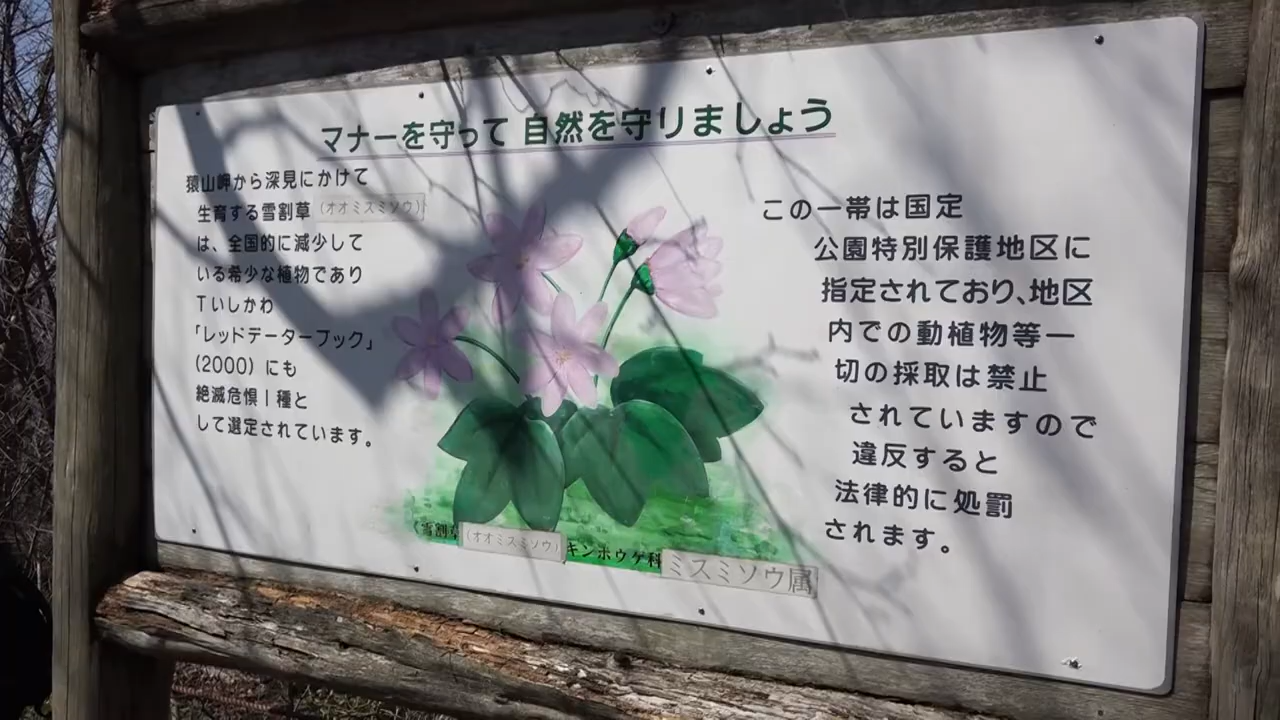 マナーを守って 自然を守りましょう
猿山岬から深見にかけて
生育する雪割草(オオミスミソウ)
は、全国的に減少して
いる希少な植物であり
Tいしかわ
「レッドデーターブック」
(2000) にも
絶滅危惧Ⅰ種と
して選定されています。
この一帯は国定
公園特別保護地区に
指定されており、地区
内での動植物等一
切の採取は禁止
されていますので
違反すると
法律的に処罰
されます。
(雪割草(オオミスミソウ)キンポウゲ科ミスミソウ属